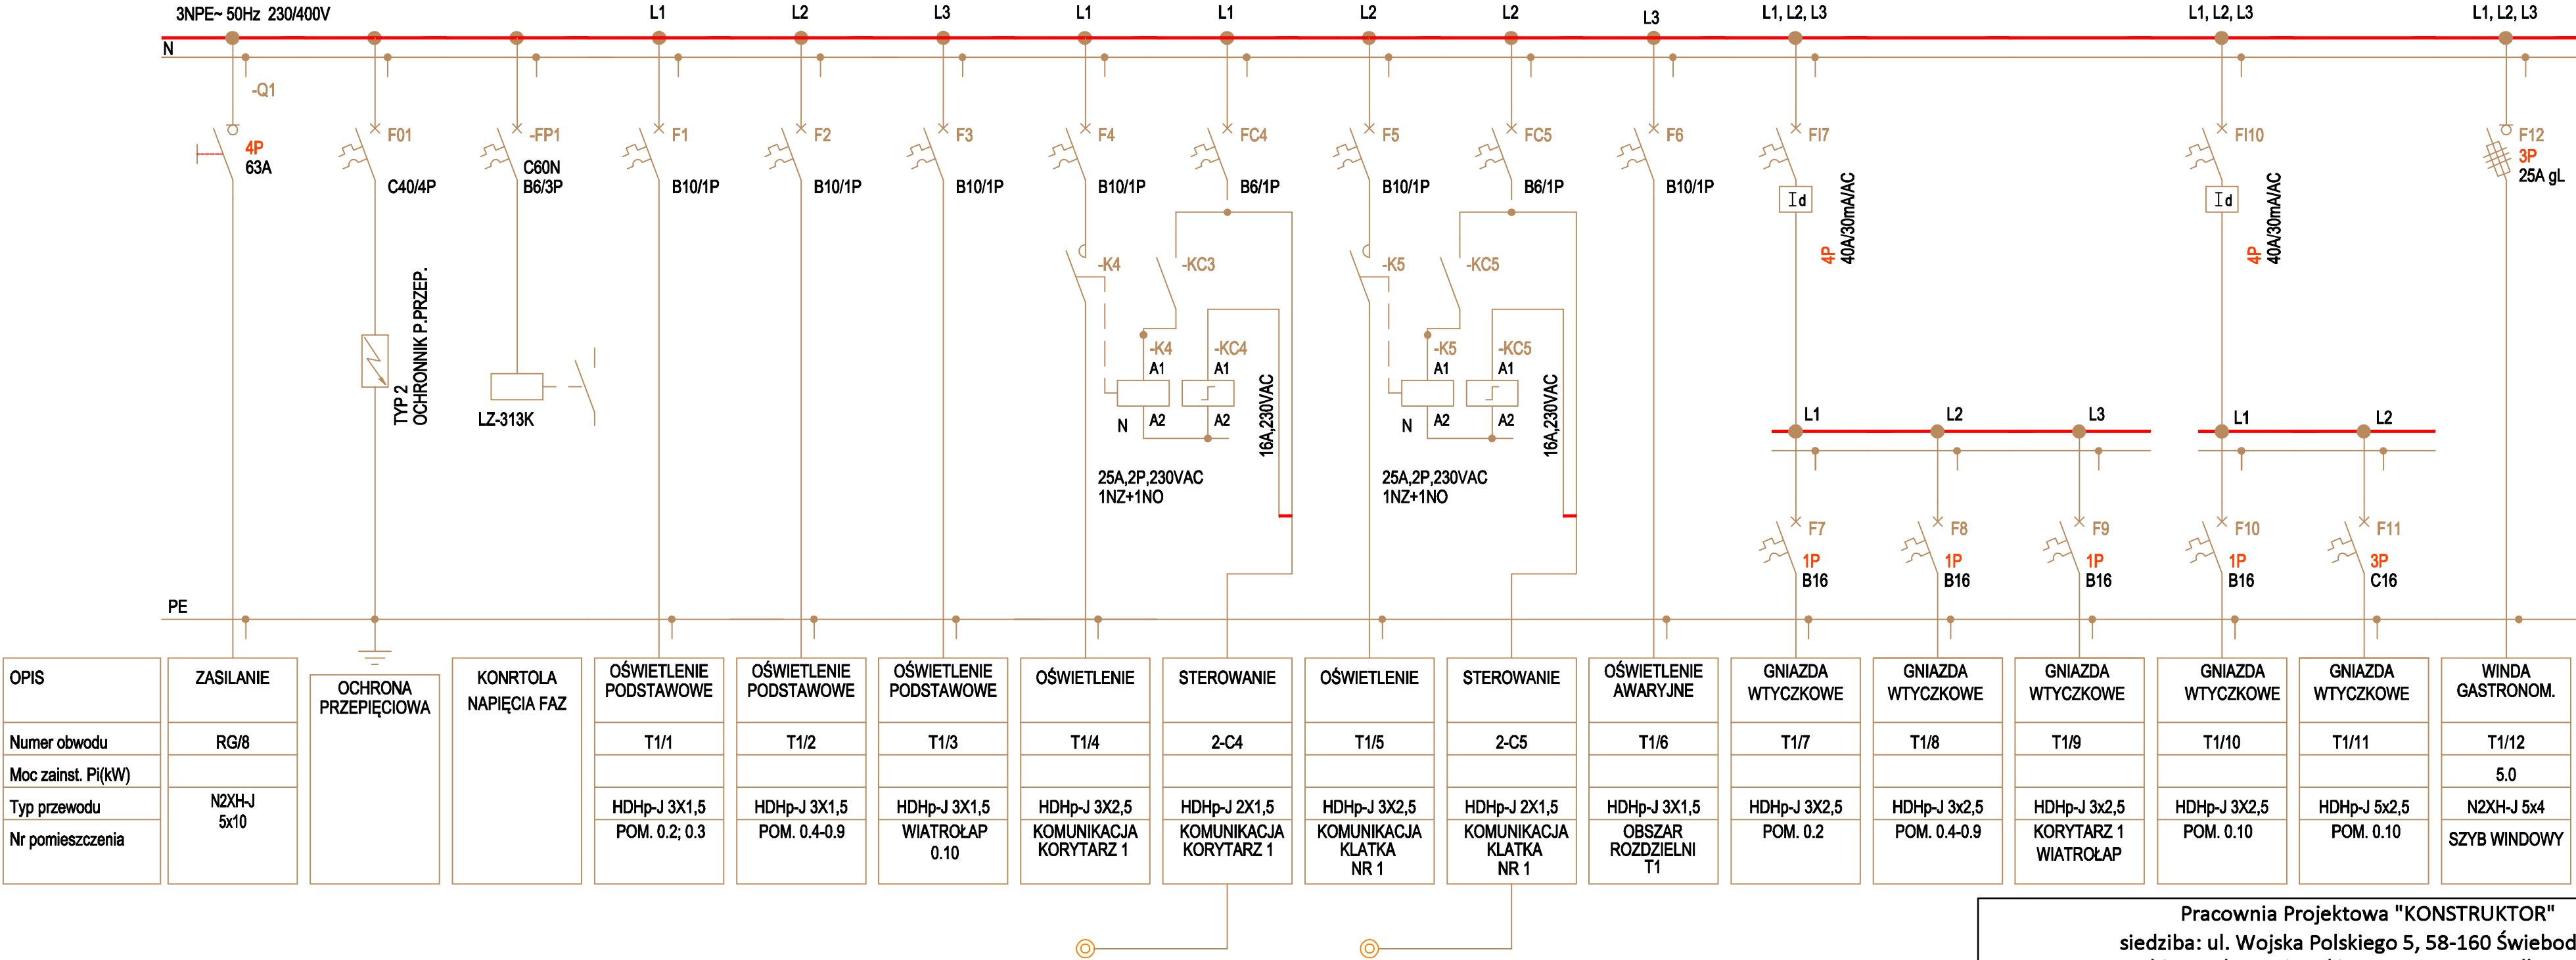 3NPE~ 50Hz 230/400V
L1
L2
L3
L1
L1
L2
L2
L3
L1, L2, L3
L1, L2, L3
L1, L2, L3
N
-Q1
4P
63A
F01
C40/4P
-FP1
C60N
B6/3P
F1
B10/1P
F2
B10/1P
F3
B10/1P
F4
B10/1P
FC4
B6/1P
F5
B10/1P
FC5
B6/1P
F6
B10/1P
FI7
Id
4P
40A/30mA/AC
FI10
Id
4P
40A/30mA/AC
F12
3P
25A gL
TYP 2
OCHRONNIK P.PRZEP.
LZ-313K
-K4
-KC3
-K4
A1
A2
N
-KC4
A1
A2
16A,230VAC
25A,2P,230VAC
1NZ+1NO
-K5
-KC5
-K5
A1
A2
N
-KC5
A1
A2
16A,230VAC
25A,2P,230VAC
1NZ+1NO
L1
L2
L3
L1
L2
F7
1P
B16
F8
1P
B16
F9
1P
B16
F10
1P
B16
F11
3P
C16
PE
OPIS
ZASILANIE
OCHRONA
PRZEPIĘCIOWA
KONRTOLA
NAPIĘCIA FAZ
OŚWIETLENIE
PODSTAWOWE
OŚWIETLENIE
PODSTAWOWE
OŚWIETLENIE
PODSTAWOWE
OŚWIETLENIE
STEROWANIE
OŚWIETLENIE
STEROWANIE
OŚWIETLENIE
AWARYJNE
GNIAZDA
WTYCZKOWE
GNIAZDA
WTYCZKOWE
GNIAZDA
WTYCZKOWE
GNIAZDA
WTYCZKOWE
GNIAZDA
WTYCZKOWE
WINDA
GASTRONOM.
Numer obwodu
RG/8
T1/1
T1/2
T1/3
T1/4
2-C4
T1/5
2-C5
T1/6
T1/7
T1/8
T1/9
T1/10
T1/11
T1/12
Moc zainst. Pi(kW)
5.0
Typ przewodu
N2XH-J
5x10
HDHp-J 3X1,5
HDHp-J 3X1,5
HDHp-J 3X1,5
HDHp-J 3X2,5
HDHp-J 2X1,5
HDHp-J 3X2,5
HDHp-J 2X1,5
HDHp-J 3X1,5
HDHp-J 3X2,5
HDHp-J 3x2,5
HDHp-J 3x2,5
HDHp-J 3X2,5
HDHp-J 5x2,5
N2XH-J 5x4
Nr pomieszczenia
POM. 0.2; 0.3
POM. 0.4-0.9
WIATROŁAP
0.10
KOMUNIKACJA
KORYTARZ 1
KOMUNIKACJA
KORYTARZ 1
KOMUNIKACJA
KLATKA
NR 1
KOMUNIKACJA
KLATKA
NR 1
OBSZAR
ROZDZIELNI
T1
POM. 0.2
POM. 0.4-0.9
KORYTARZ 1
WIATROŁAP
POM. 0.10
POM. 0.10
SZYB WINDOWY
Pracownia Projektowa "KONSTRUKTOR"
siedziba: ul. Wojska Polskiego 5, 58-160 Świebod